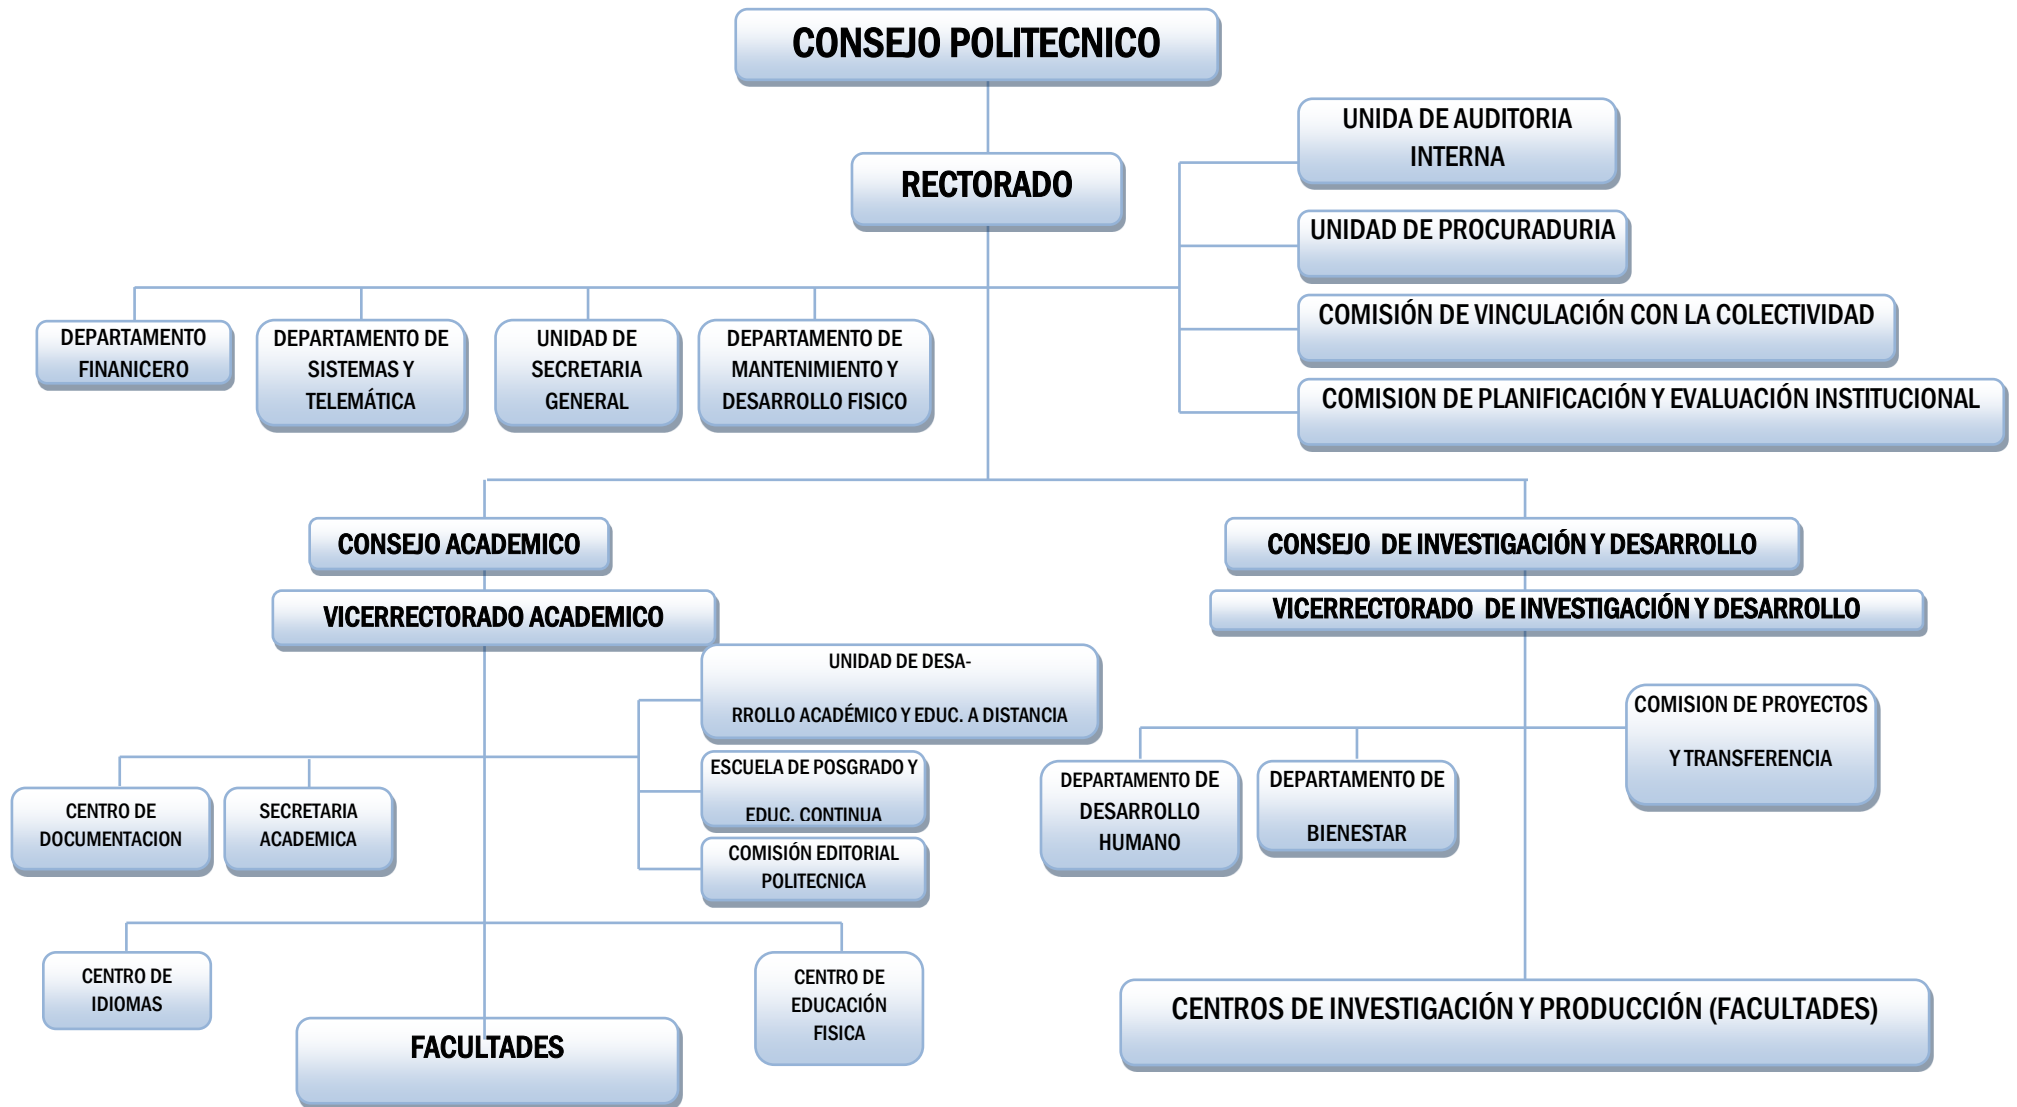 CONSEJO POLITECNICO
RECTORADO
UNIDA DE AUDITORIA
INTERNA
UNIDAD DE PROCURADURIA
COMISIÓN DE VINCULACIÓN CON LA COLECTIVIDAD
COMISION DE PLANIFICACIÓN Y EVALUACIÓN INSTITUCIONAL
DEPARTAMENTO
FINANICERO
DEPARTAMENTO DE
SISTEMAS Y
TELEMÁTICA
UNIDAD DE
SECRETARIA
GENERAL
DEPARTAMENTO DE
MANTENIMIENTO Y
DESARROLLO FISICO
CONSEJO ACADEMICO
VICERRECTORADO ACADEMICO
UNIDAD DE DESA-
RROLLO ACADÉMICO Y EDUC. A DISTANCIA
ESCUELA DE POSGRADO Y
EDUC. CONTINUA
COMISIÓN EDITORIAL
POLITECNICA
CENTRO DE
DOCUMENTACION
SECRETARIA
ACADEMICA
CENTRO DE
IDIOMAS
CENTRO DE
EDUCACIÓN
FISICA
FACULTADES
CONSEJO DE INVESTIGACIÓN Y DESARROLLO
VICERRECTORADO DE INVESTIGACIÓN Y DESARROLLO
COMISION DE PROYECTOS
Y TRANSFERENCIA
DEPARTAMENTO DE
DESARROLLO
HUMANO
DEPARTAMENTO DE
BIENESTAR
CENTROS DE INVESTIGACIÓN Y PRODUCCIÓN (FACULTADES)